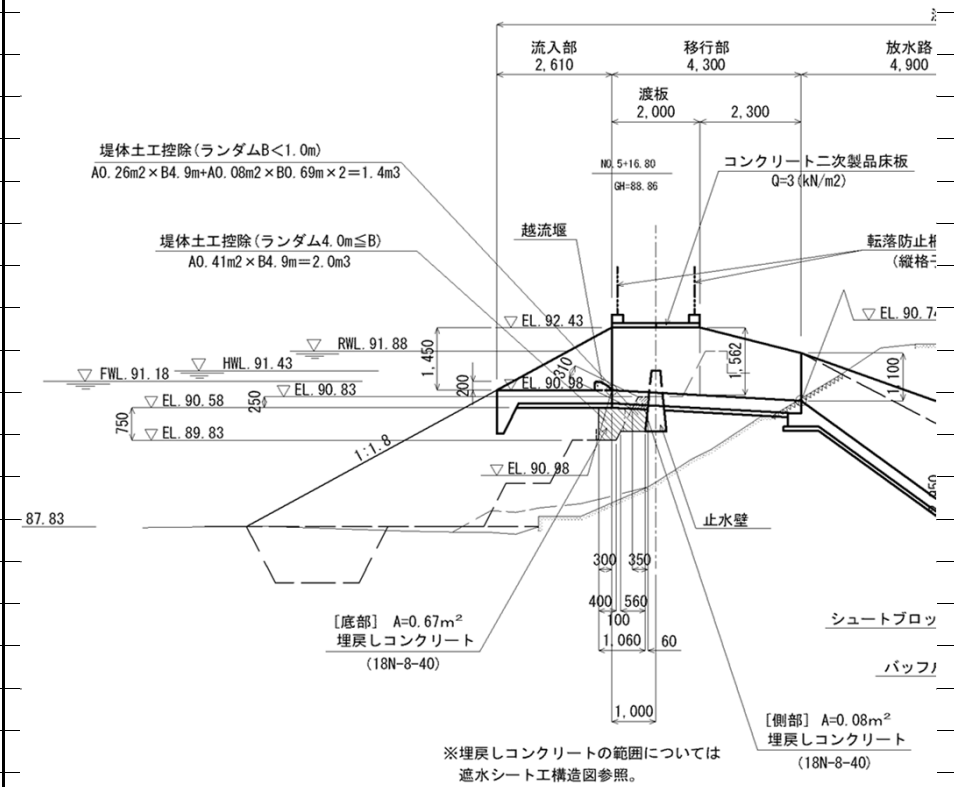 流入部
2,610
移行部
4,300
放水路
4,900
渡板
2,000
2,300
堤体土工控除(ランダムB＜1.0m)
A0.26m2×B4.9m+A0.08m2×B0.69m×2＝1.4m3
NO.5+16.80
GH=88.86
コンクリート二次製品床板
Q=3(kN/m2)
越流堰
堤体土工控除(ランダム4.0m≦B)
A0.41m2×B4.9m＝2.0m3
転落防止柵
(縦格子
▽ EL.92.43
▽ EL.90.74
▽ RWL.91.88
1,450
310
1,562
1,100
▽ HWL.91.43
▽ FWL.91.18
200
▽ EL.90.98
▽ EL.90.83
250
▽ EL.90.58
750
▽ EL.89.83
1:1.8
▽ EL.90.98
87.83
止水壁
950
300
350
400
560
100
1,060
60
[底部] A=0.67m²
埋戻しコンクリート
(18N-8-40)
シュートブロッ
バッフル
1,000
[側部] A=0.08m²
埋戻しコンクリート
(18N-8-40)
※埋戻しコンクリートの範囲については
遮水シート工構造図参照。